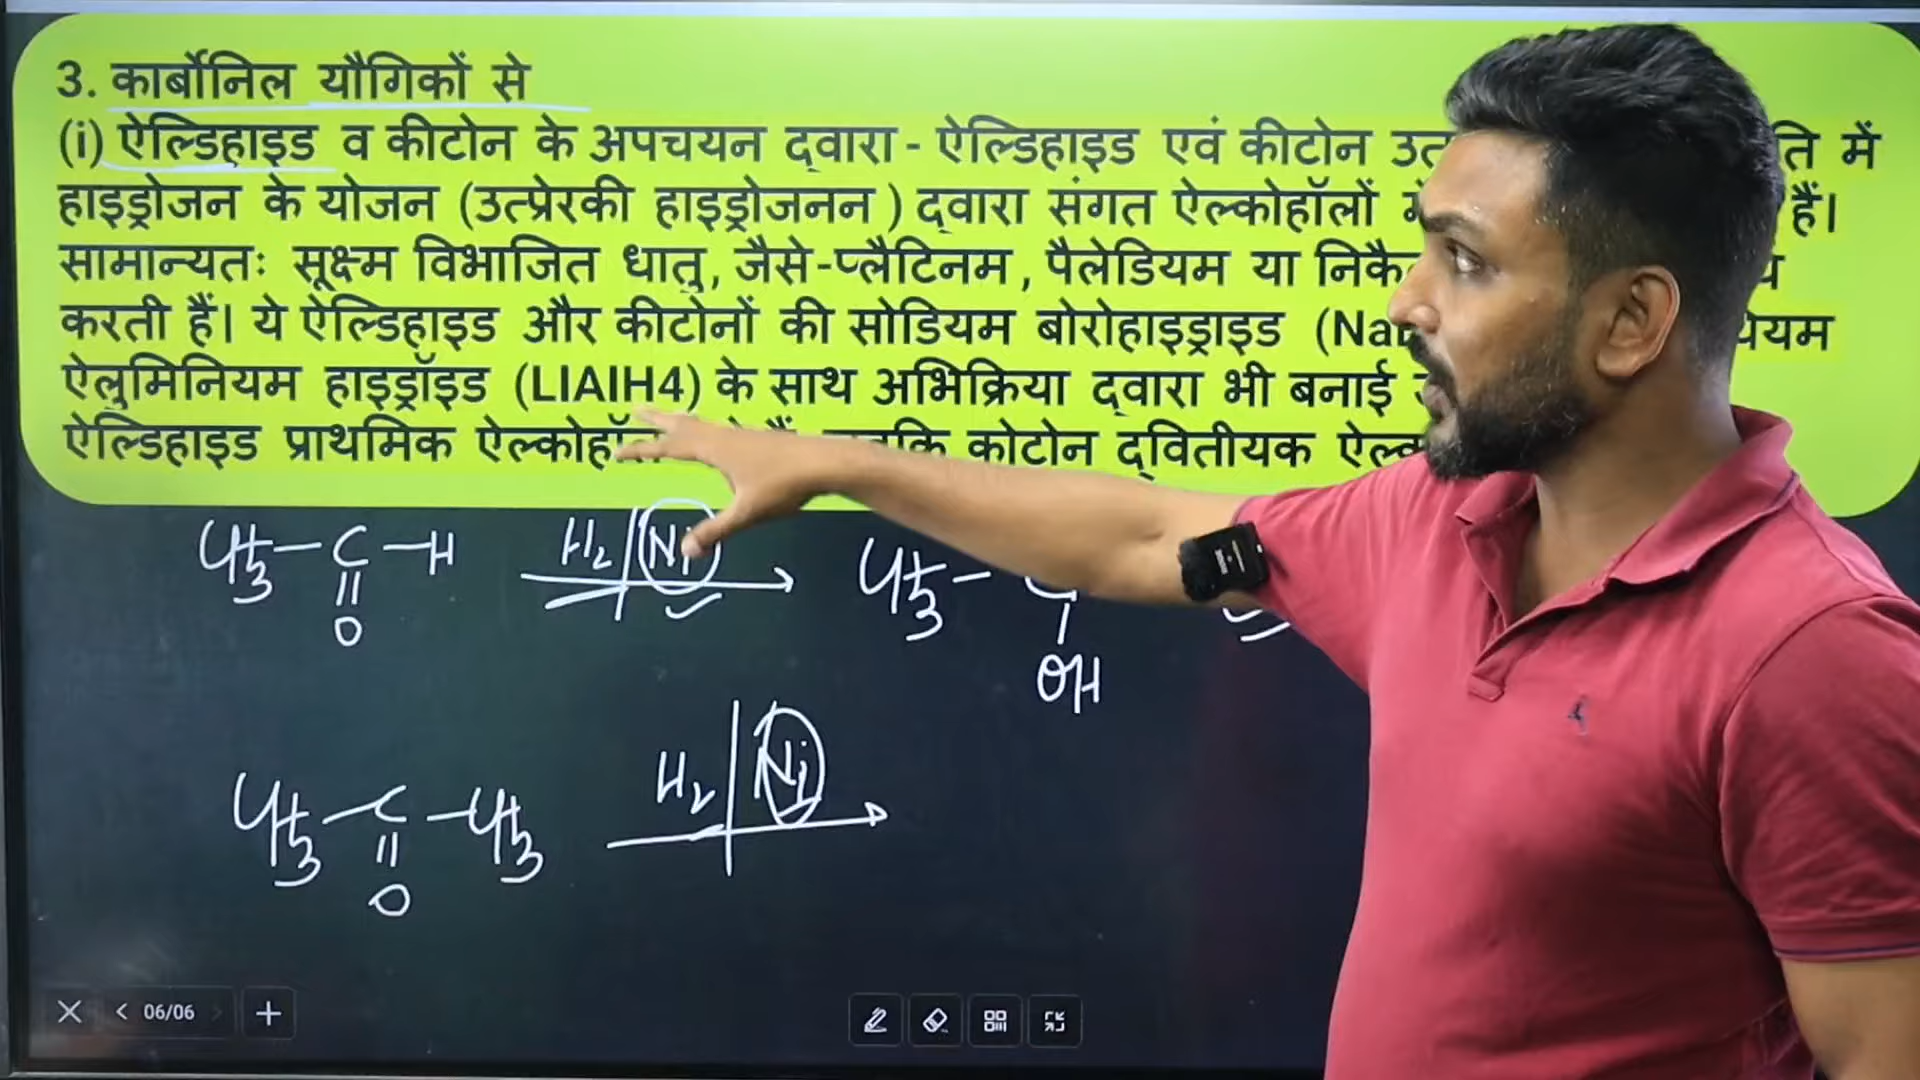 3. कार्बोनिल यौगिकों से
(i) ऐल्डिहाइड व कीटोन के अपचयन द्वारा - ऐल्डिहाइड एवं कीटोन ति में
हाइड्रोजन के योजन (उत्प्रेरकी हाइड्रोजनन ) द्वारा संगत ऐल्कोहॉलों हैं।
सामान्यतः सूक्ष्म विभाजित धातु, जैसे-प्लैटिनम, पैलेडियम या
करती हैं। ये ऐल्डिहाइड और कीटोनों की सोडियम बोरोहाइड्राइड
ऐलुमिनियम हाइड्रॉइड (LIAIH4) के साथ अभिक्रिया द्वारा भी बनाई
ऐल्डिहाइड प्राथमिक कोटोन द्वितीयक
CH3 - C - H H2 | Ni CH3 -
||
O
OH
CH3 - C - CH3 H2 | Ni
||
O
06/06